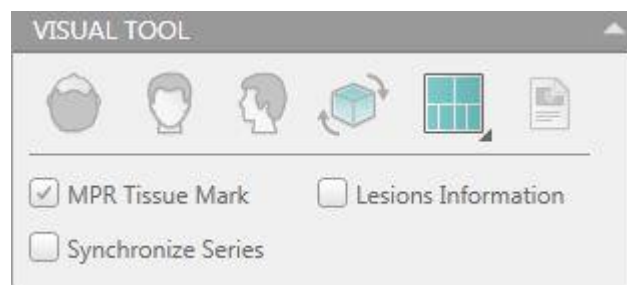 VISUAL TOOL
MPR Tissue Mark
Lesions Information
Synchronize Series